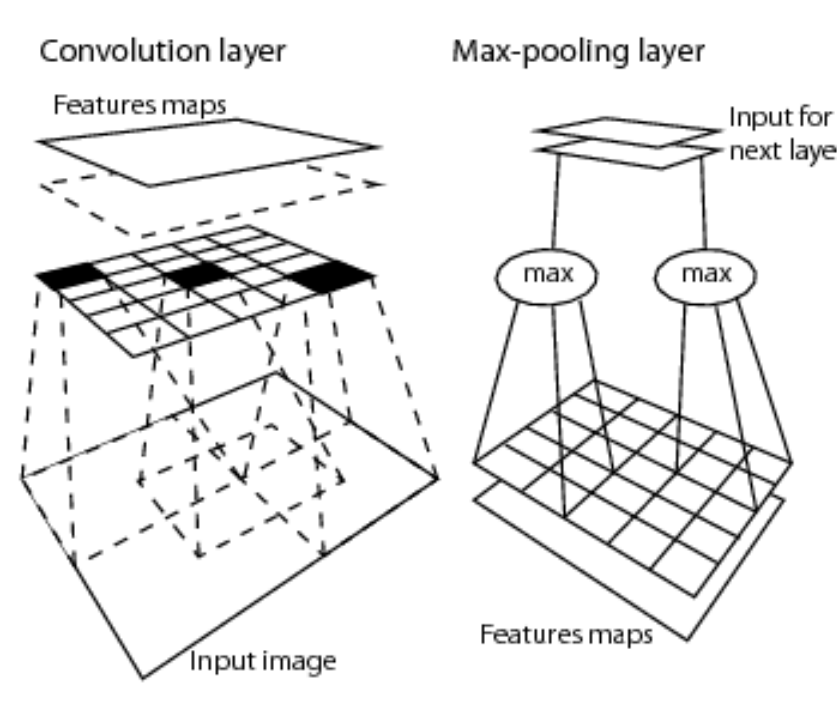 Convolution layer
Max-pooling layer
Features maps
Input for
next laye
max
max
Features maps
Input image